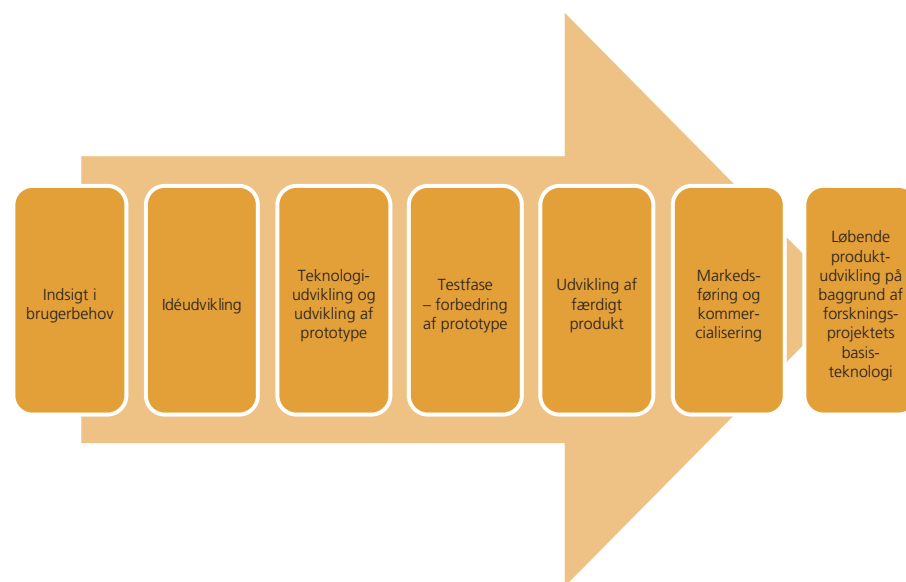 Indsigt i
brugerbehov
Idéudvikling
Teknologi-
udvikling og
udvikling af
prototype
Testfase
– forbedring
af prototype
Udvikling af
færdigt
produkt
Markeds-
føring og
kommer-
cialisering
Løbende
produkt-
udvikling på
baggrund af
forsknings-
projektets
basis-
teknologi